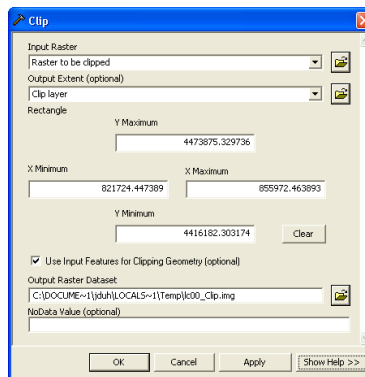 Clip
Input Raster
Raster to be clipped
Output Extent (optional)
Clip layer
Rectangle
Y Maximum
4473875.329736
X Minimum
X Maximum
821724.447389
855972.463893
Y Minimum
4416182.303174
Clear
Use Input Features for Clipping Geometry (optional)
Output Raster Dataset
C:\DOCUME~1\jduh\LOCALS~1\Temp\lc00_Clip.img
NoData Value (optional)
OK
Cancel
Apply
Show Help >>